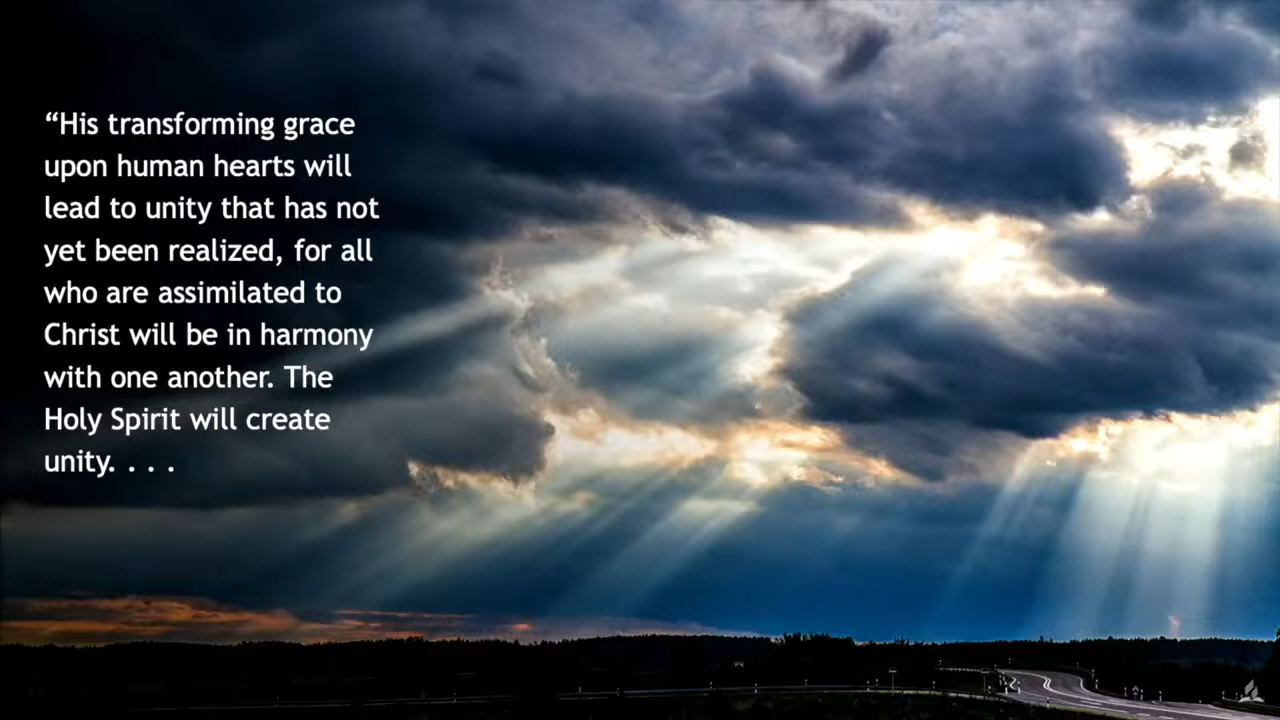 “His transforming grace
upon human hearts will
lead to unity that has not
yet been realized, for all
who are assimilated to
Christ will be in harmony
with one another. The
Holy Spirit will create
unity. . . .